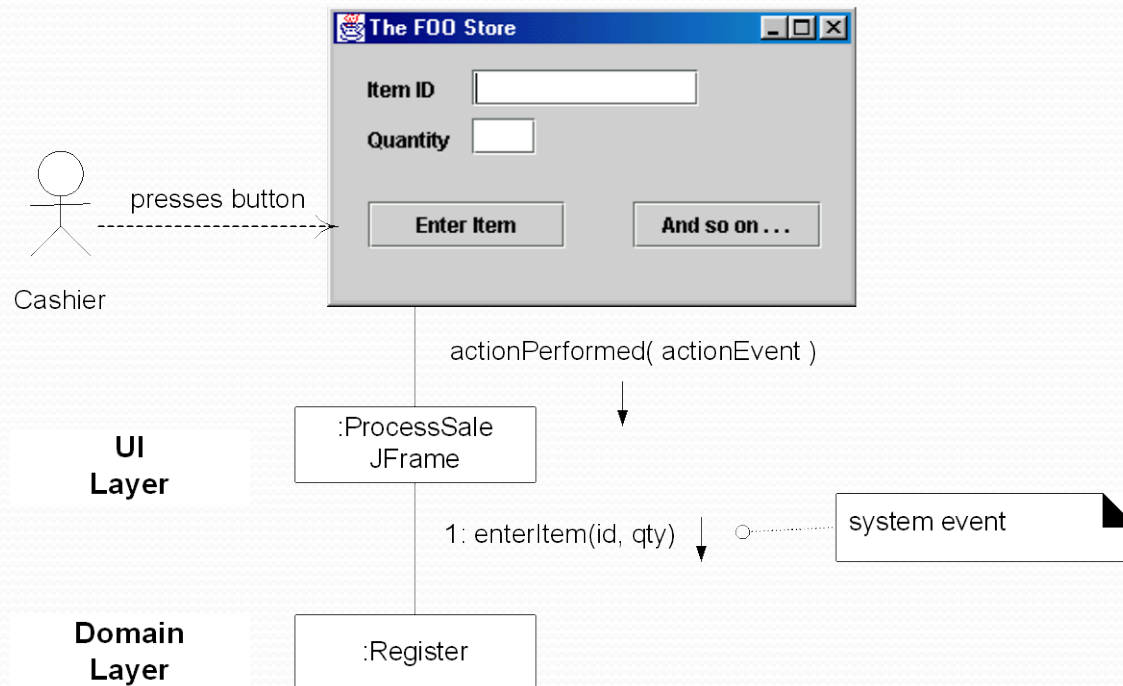 The FOO Store
Item ID
Quantity
presses button
Enter Item
And so on . . .
Cashier
actionPerformed( actionEvent )
:ProcessSale
JFrame
UI
Layer
1: enterItem(id, qty)
system event
Domain
Layer
:Register